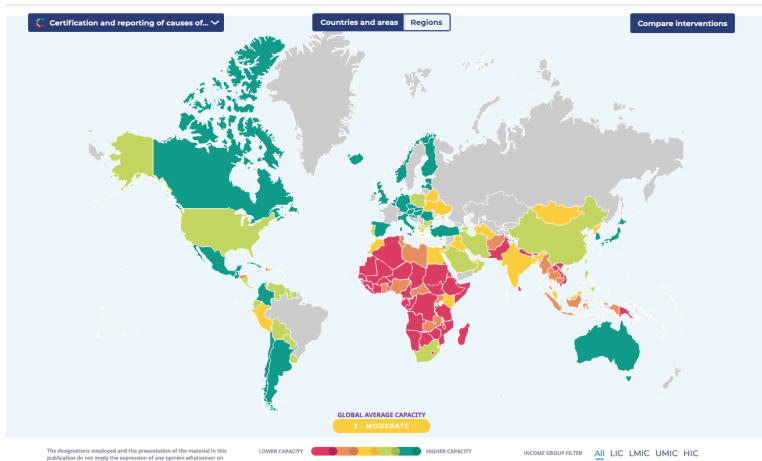 Certification and reporting of causes of...
Countries and areas
Regions
Compare interventions
GLOBAL AVERAGE CAPACITY
3 - MODERATE
The designations employed and the presentation of the material in this
publication do not imply the expression of any opinion whatsoever on
LOWER CAPACITY
HIGHER CAPACITY
INCOME GROUP FILTER
All LIC LMIC UMIC HIC